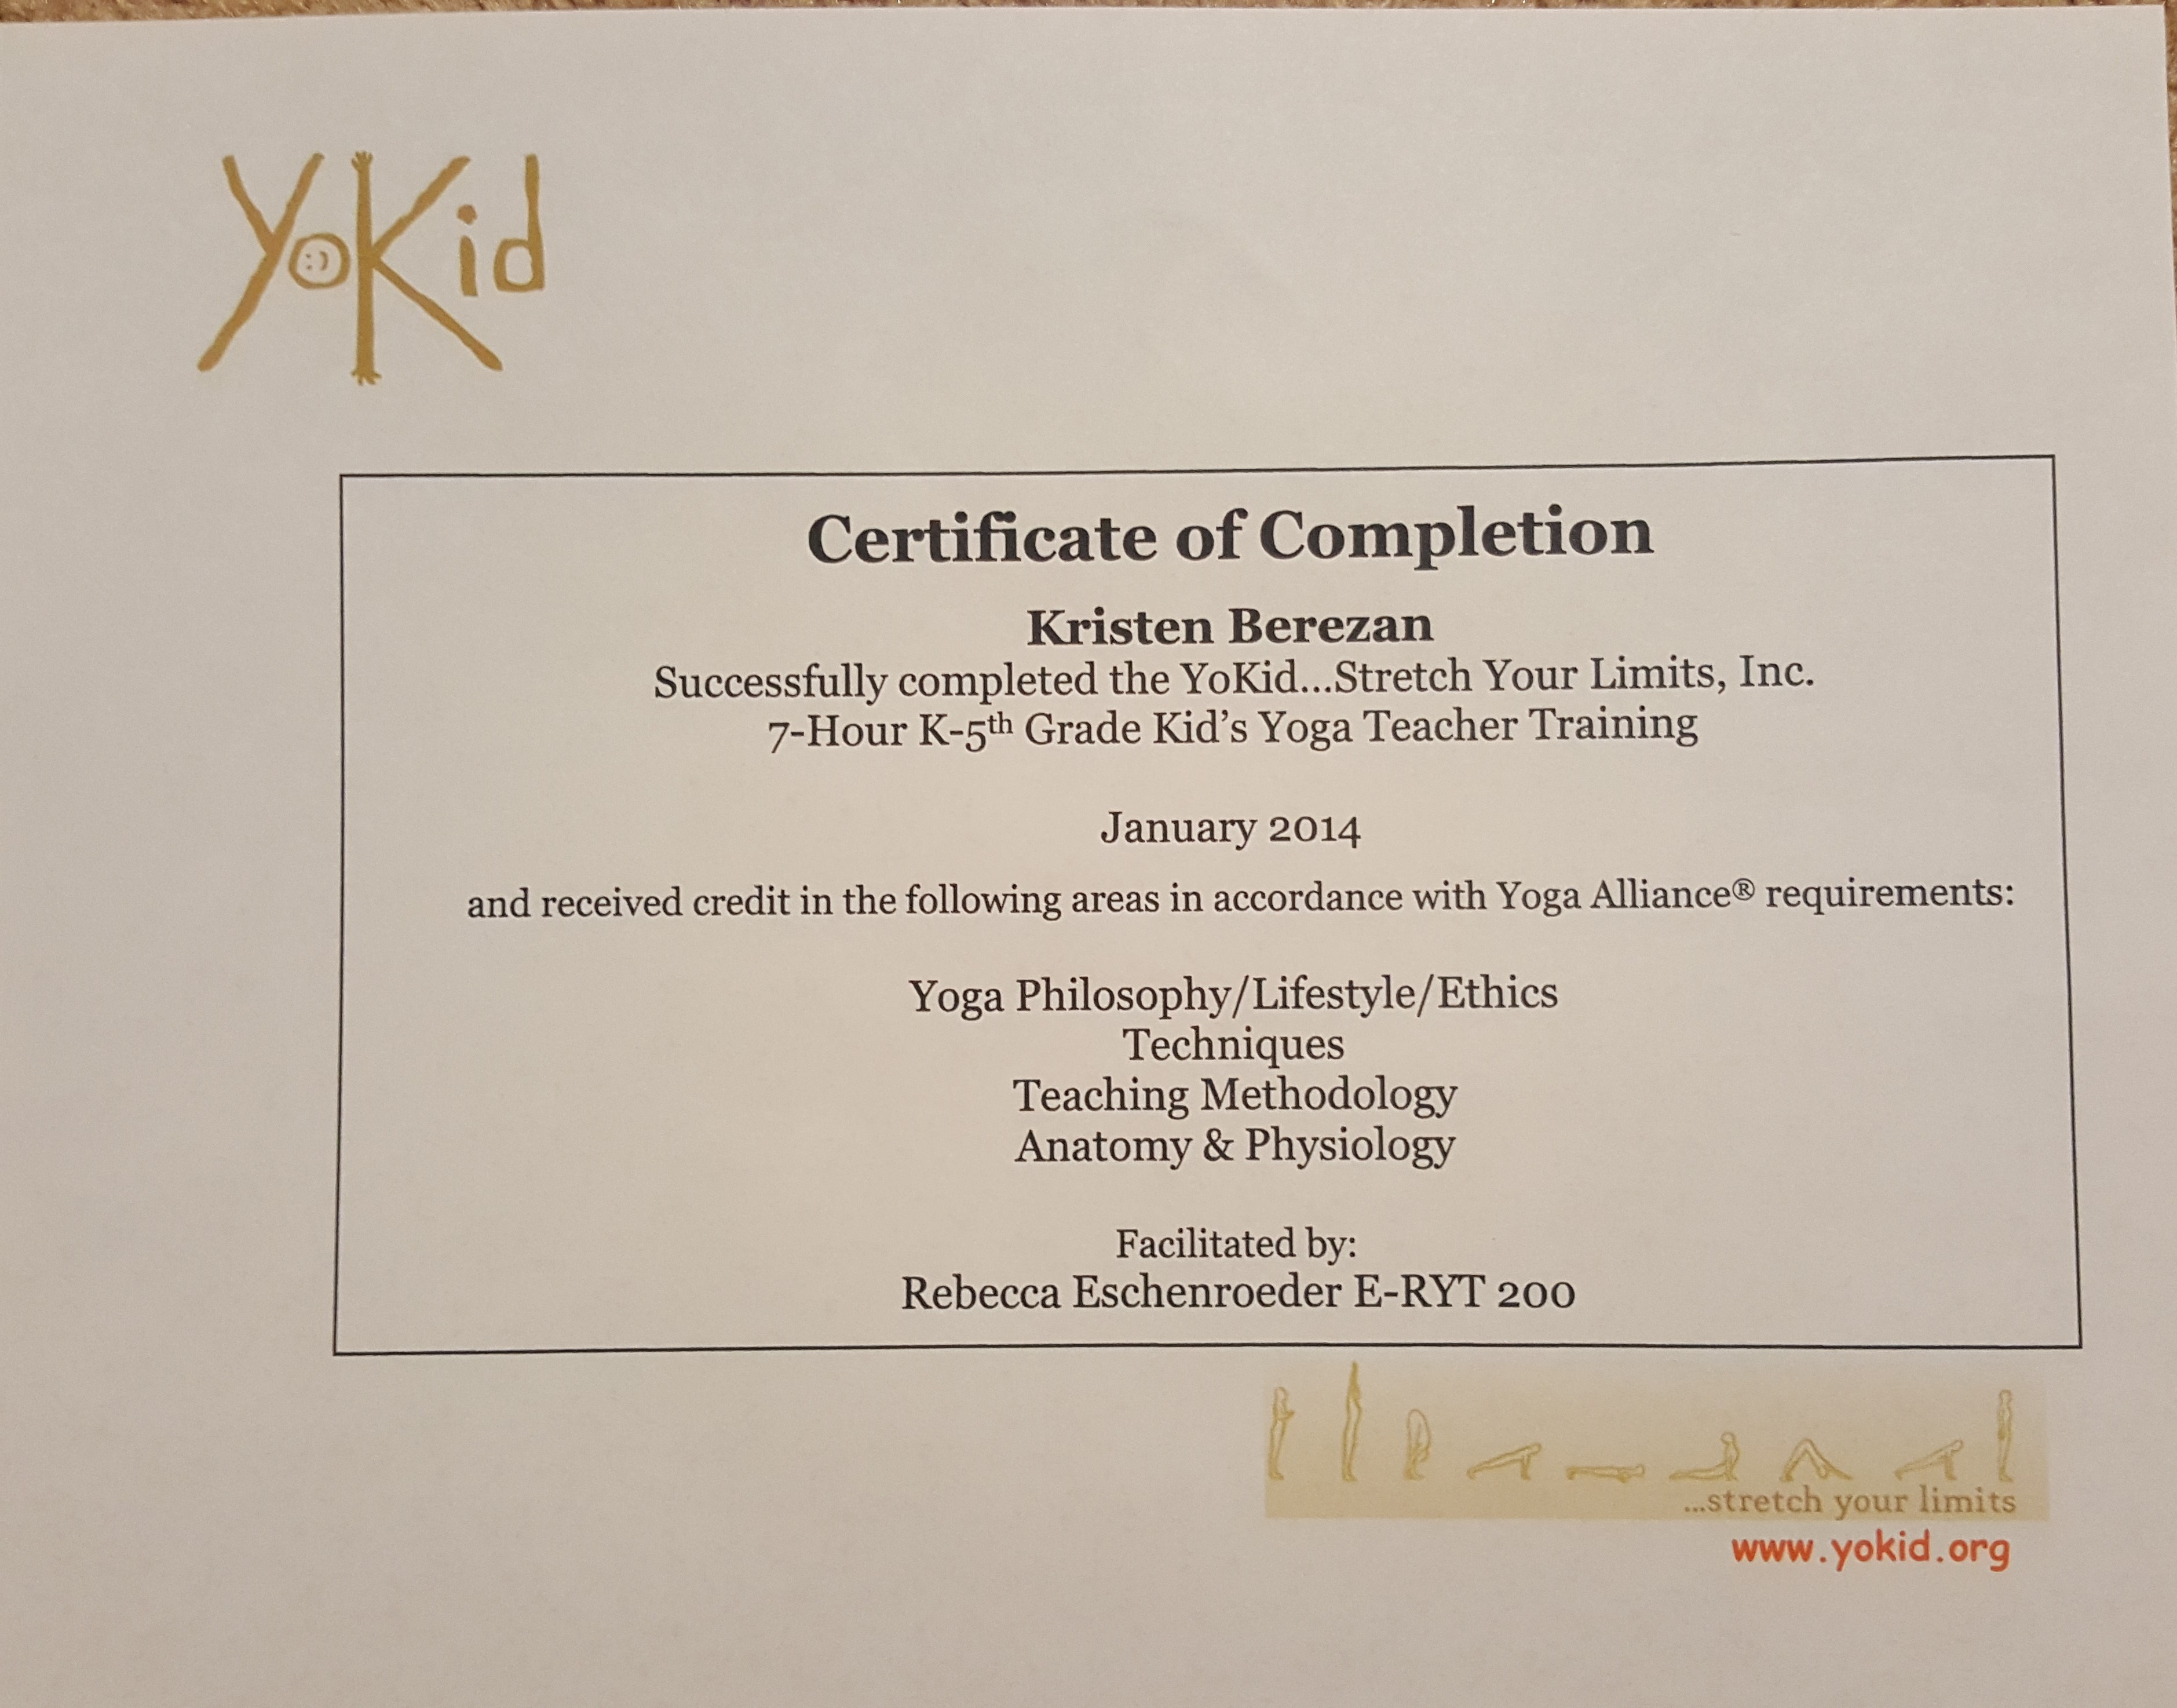 YoKid
Certificate of Completion
Kristen Berezan
Successfully completed the YoKid...Stretch Your Limits, Inc.
7-Hour K-5th Grade Kid's Yoga Teacher Training
January 2014
and received credit in the following areas in accordance with Yoga Alliance® requirements:
Yoga Philosophy/Lifestyle/Ethics
Techniques
Teaching Methodology
Anatomy & Physiology
Facilitated by:
Rebecca Eschenroeder E-RYT 200
...stretch your limits
www.yokid.org